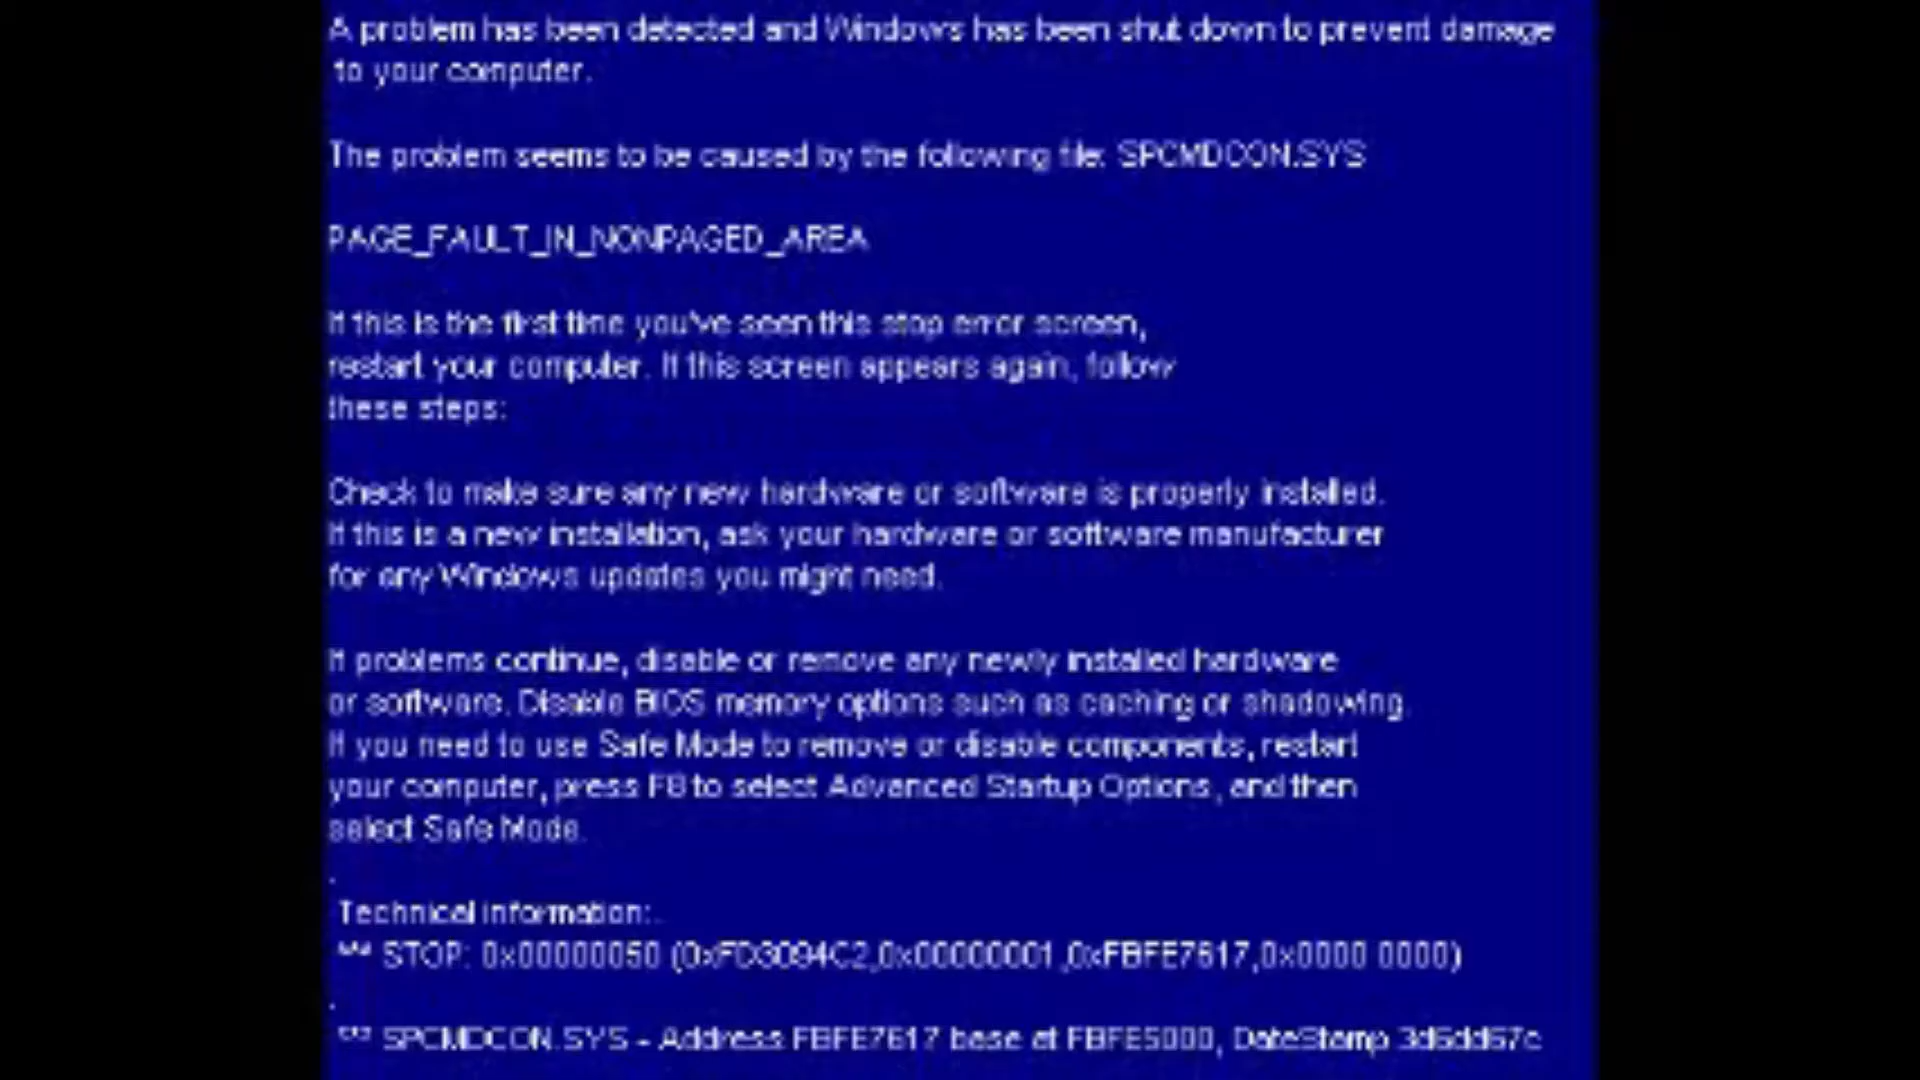 A problem has been detected and Windows has been shut down to prevent damage
to your computer.
The problem seems to be caused by the following file: SPCMDCON.SYS
PAGE_FAULT_IN_NONPAGED_AREA
If this is the first time you've seen this stop error screen,
restart your computer. If this screen appears again, follow
these steps:
Check to make sure any new hardware or software is properly installed.
If this is a new installation, ask your hardware or software manufacturer
for any Windows updates you might need.
If problems continue, disable or remove any newly installed hardware
or software. Disable BIOS memory options such as caching or shadowing.
If you need to use Safe Mode to remove or disable components, restart
your computer, press F8 to select Advanced Startup Options, and then
select Safe Mode.
.
Technical information:.
*** STOP: 0x00000050 (0xFD3094C2,0x00000001,0xFBFE7617,0x0000 0000)
.
*** SPCMDCON.SYS - Address FBFE7617 base at FBFE5000, DateStamp 3d6dd67c